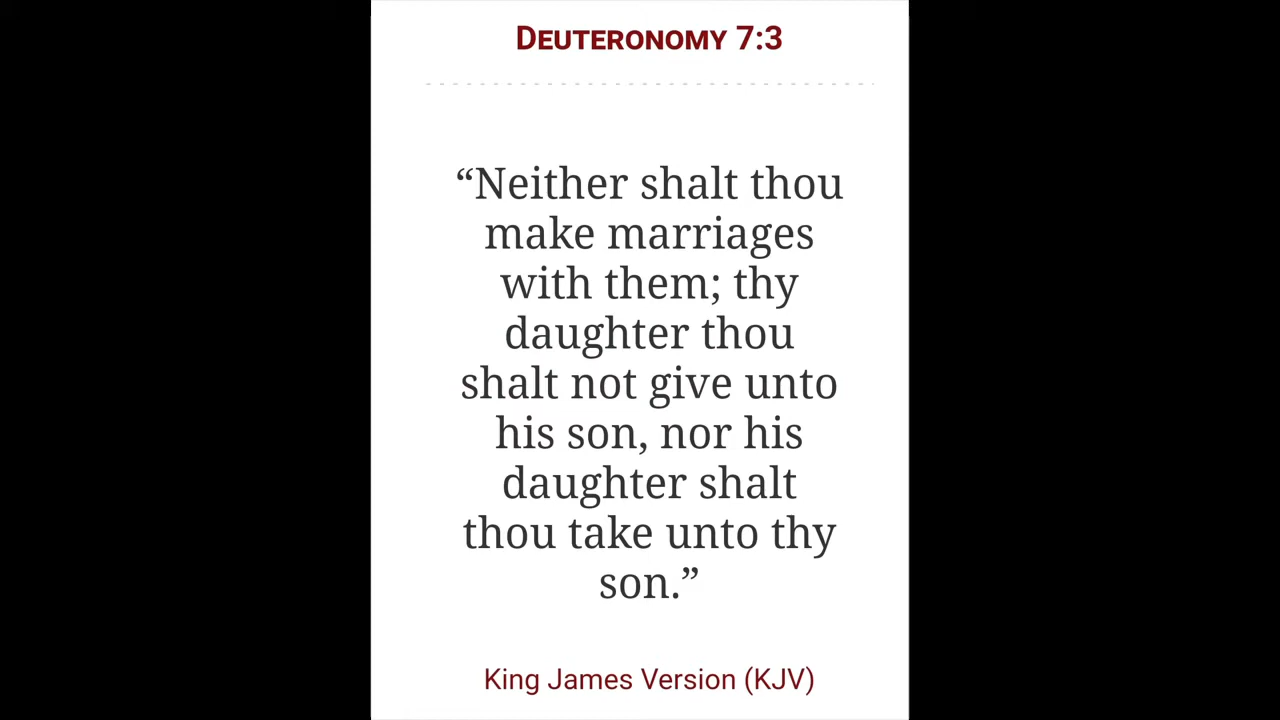 Deuteronomy 7:3
“Neither shalt thou
make marriages
with them; thy
daughter thou
shalt not give unto
his son, nor his
daughter shalt
thou take unto thy
son.”
King James Version (KJV)